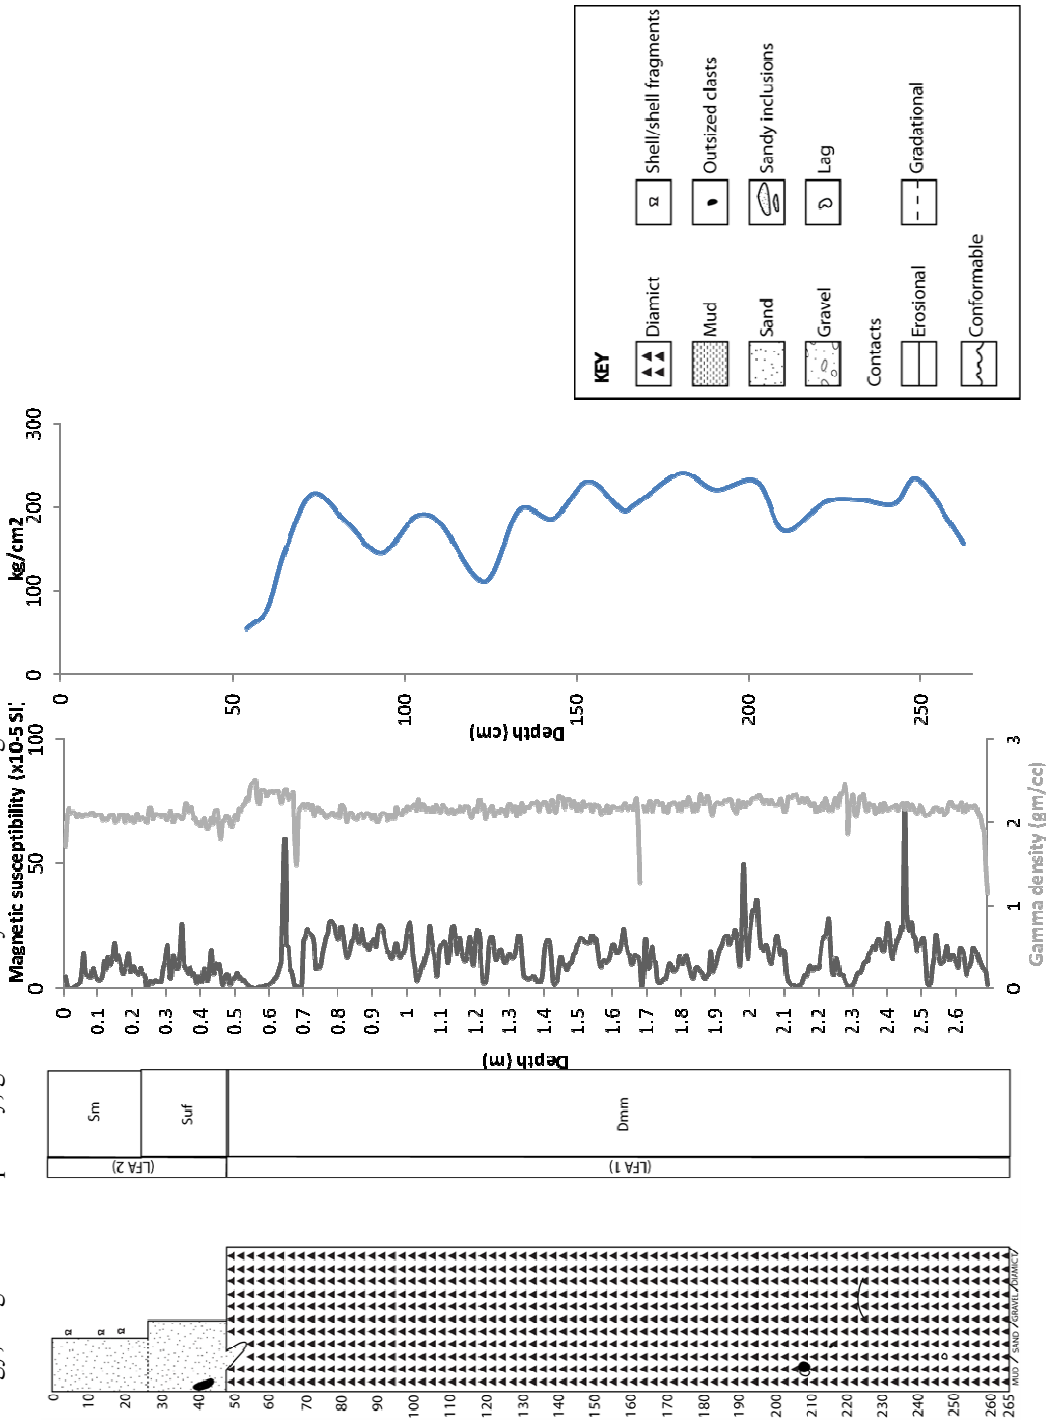 KEY
Diamict
Mud
Sand
Gravel
Contacts
Erosional
Conformable
Shell/shell fragments
Outsized clasts
Sandy inclusions
Lag
Gradational
kg/cm2
0 100 200 300
0 50 100 150 200 250
Depth (cm)
Magnetic susceptibility (x10-5 SI)
0 50 100
0 0.1 0.2 0.3 0.4 0.5 0.6 0.7 0.8 0.9 1 1.1 1.2 1.3 1.4 1.5 1.6 1.7 1.8 1.9 2 2.1 2.2 2.3 2.4 2.5 2.6
Depth (m)
0 1 2 3
Gamma density (gm/cc)
Sm
Suf
Dmm
(LFA 2)
(LFA 1)
0 10 20 30 40 50 60 70 80 90 100 110 120 130 140 150 160 170 180 190 200 210 220 230 240 250 260 265
MUD / SAND / GRAVEL / DIAMICT /